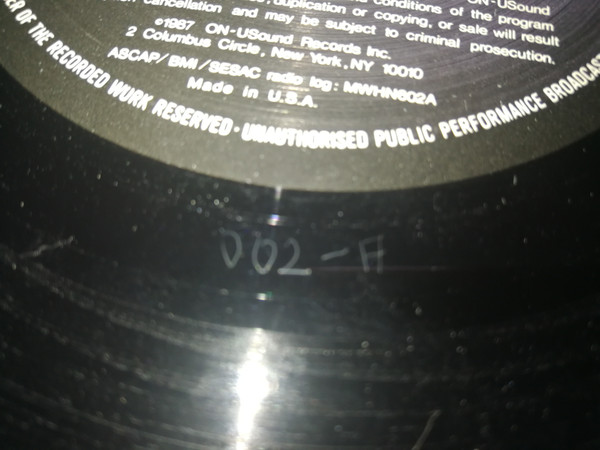 ON-USound
duplication or copying, or sale will result
conditions of the program
cancellation and may be subject to criminal prosecution.
℗1987 ON-USound Records Inc.
2 Columbus Circle, New York, NY 10010
ASCAP/BMI/SESAC radio log: MWHN602A
Made in U.S.A.
OF THE RECORDED WORK RESERVED · UNAUTHORISED PUBLIC PERFORMANCE BROADCAST
002-A